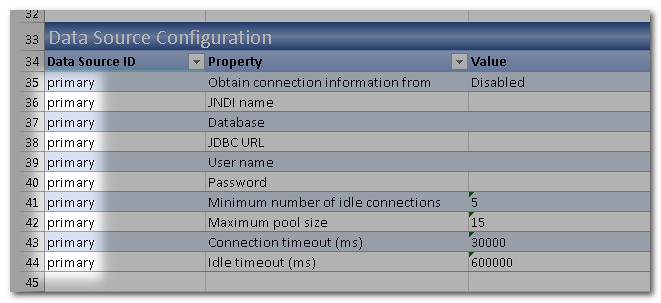 32
33 Data Source Configuration
34 Data Source ID Property Value
35 primary Obtain connection information from Disabled
36 primary JNDI name
37 primary Database
38 primary JDBC URL
39 primary User name
40 primary Password
41 primary Minimum number of idle connections 5
42 primary Maximum pool size 15
43 primary Connection timeout (ms) 30000
44 primary Idle timeout (ms) 600000
45